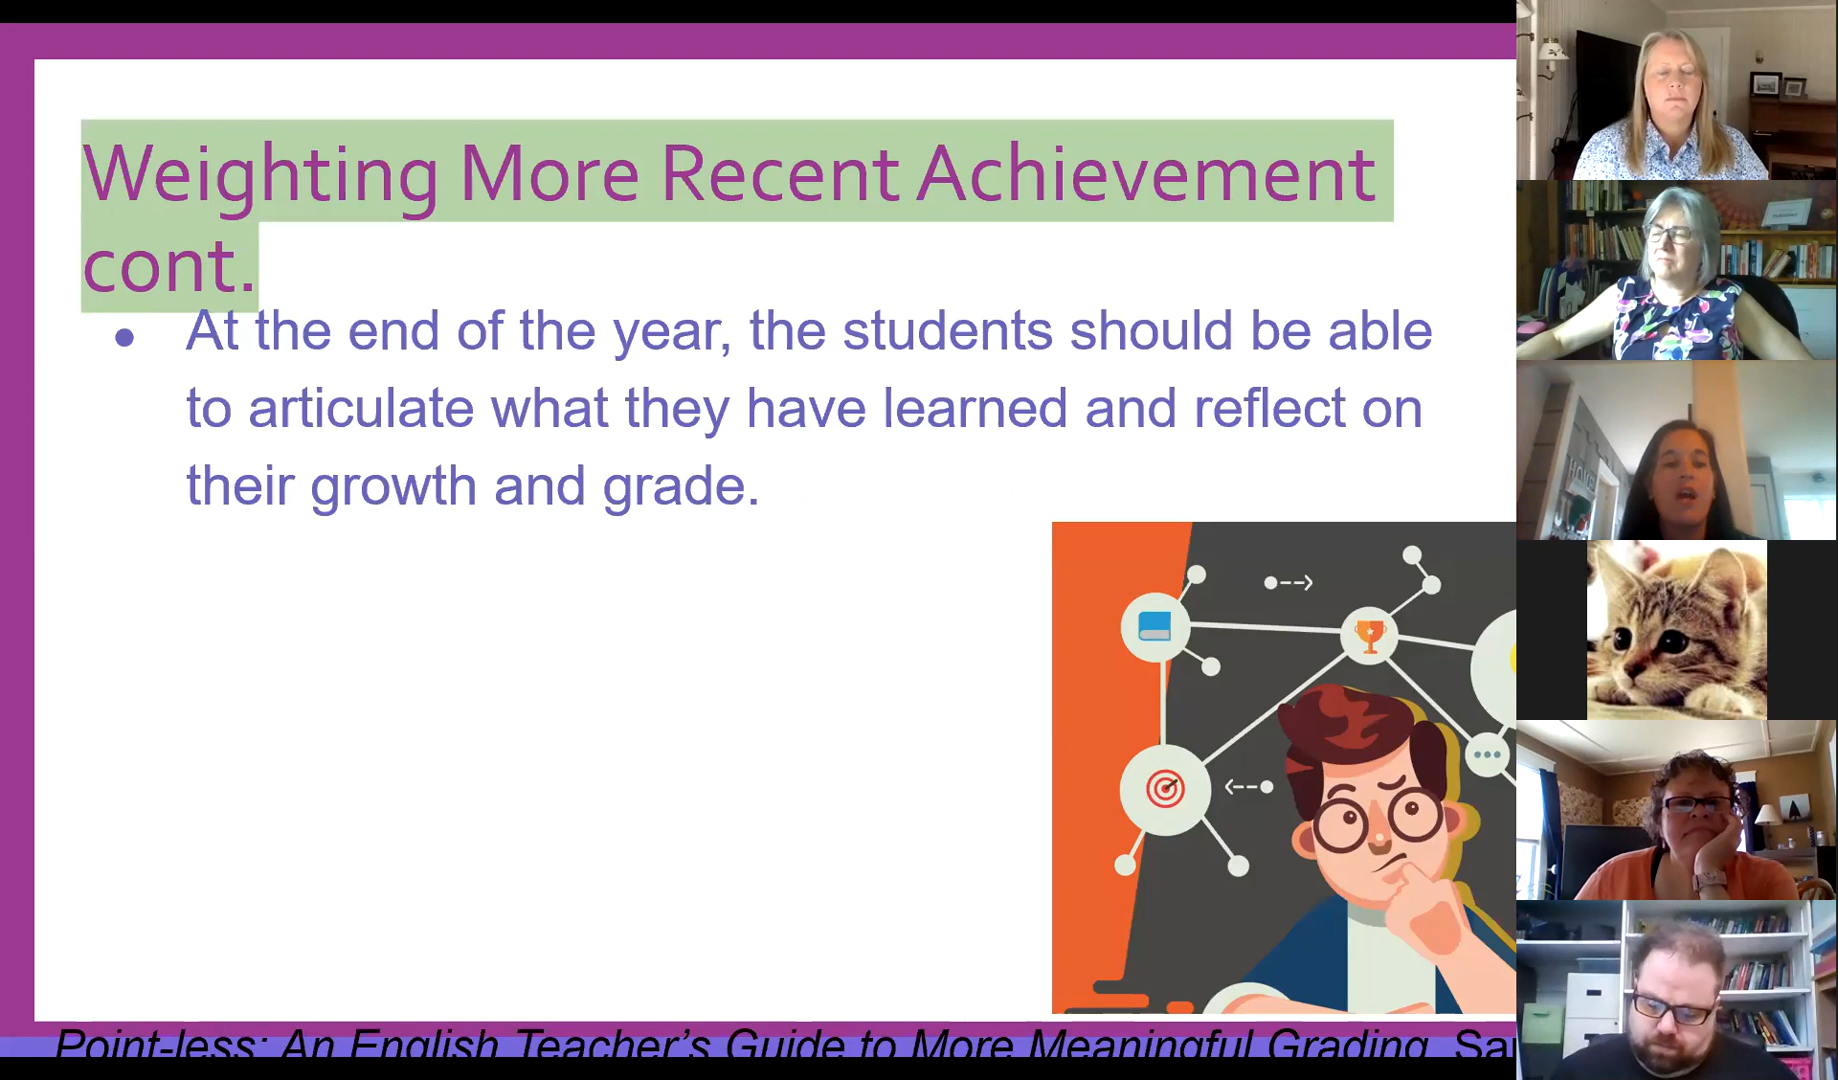 Weighting More Recent Achievement
cont.
• At the end of the year, the students should be able
to articulate what they have learned and reflect on
their growth and grade.
Point-less: An English Teacher's Guide to More Meaningful Grading,